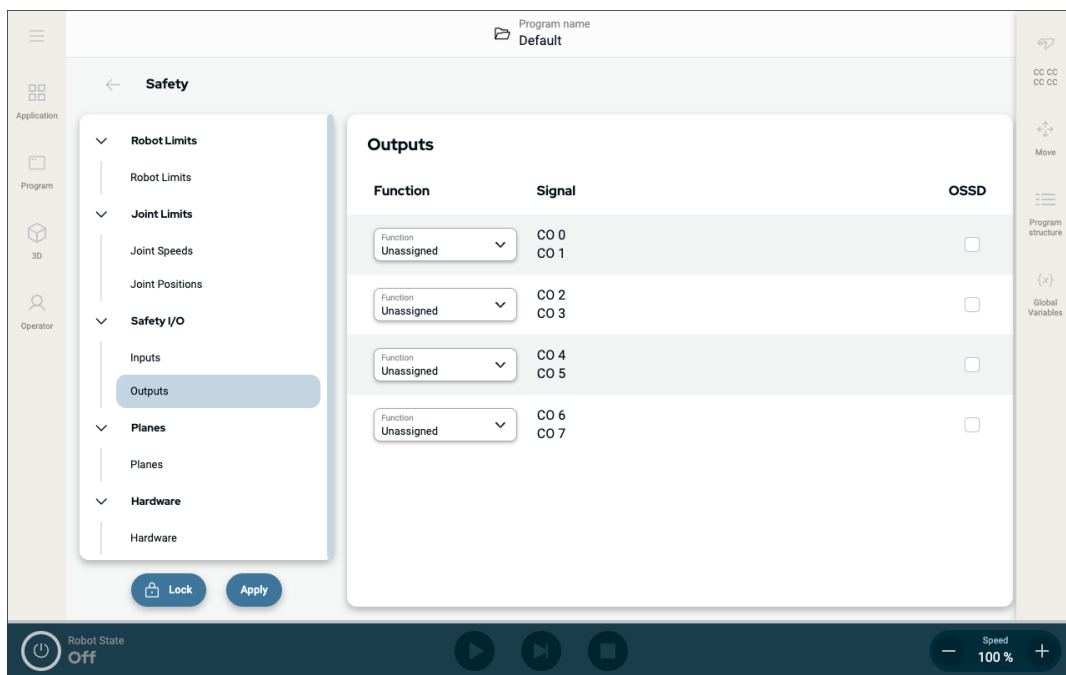 Program name
Default
Application
Program
3D
Operator
Safety
Robot Limits
Robot Limits
Joint Limits
Joint Speeds
Joint Positions
Safety I/O
Inputs
Outputs
Planes
Planes
Hardware
Hardware
Lock
Apply
Outputs
Function
Signal
OSSD
Function
Unassigned
CO 0
CO 1
Function
Unassigned
CO 2
CO 3
Function
Unassigned
CO 4
CO 5
Function
Unassigned
CO 6
CO 7
CC CC
CC CC
Move
Program
structure
{x}
Global
Variables
Robot State
Off
Speed
100 %